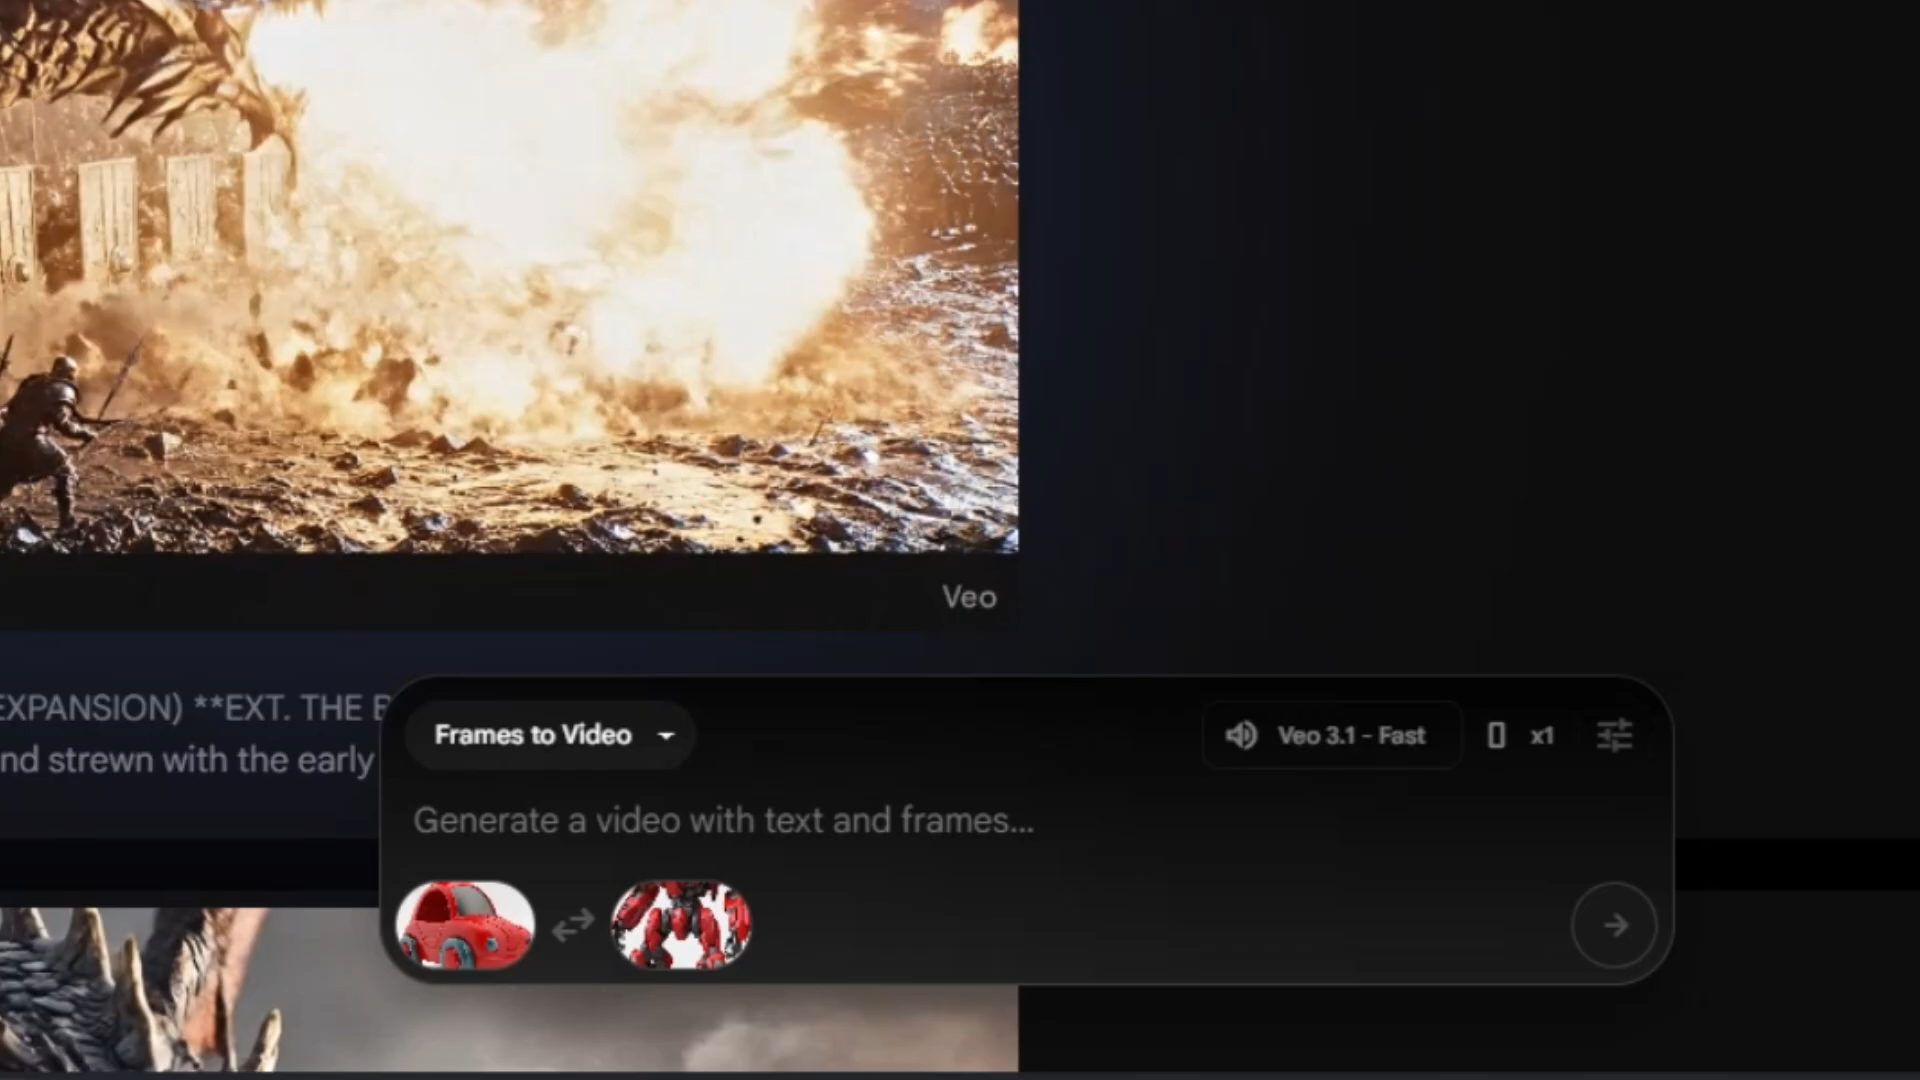 Veo
EXPANSION) **EXT. THE
nd strewn with the early
Frames to Video
Veo 3.1 - Fast
x1
Generate a video with text and frames...